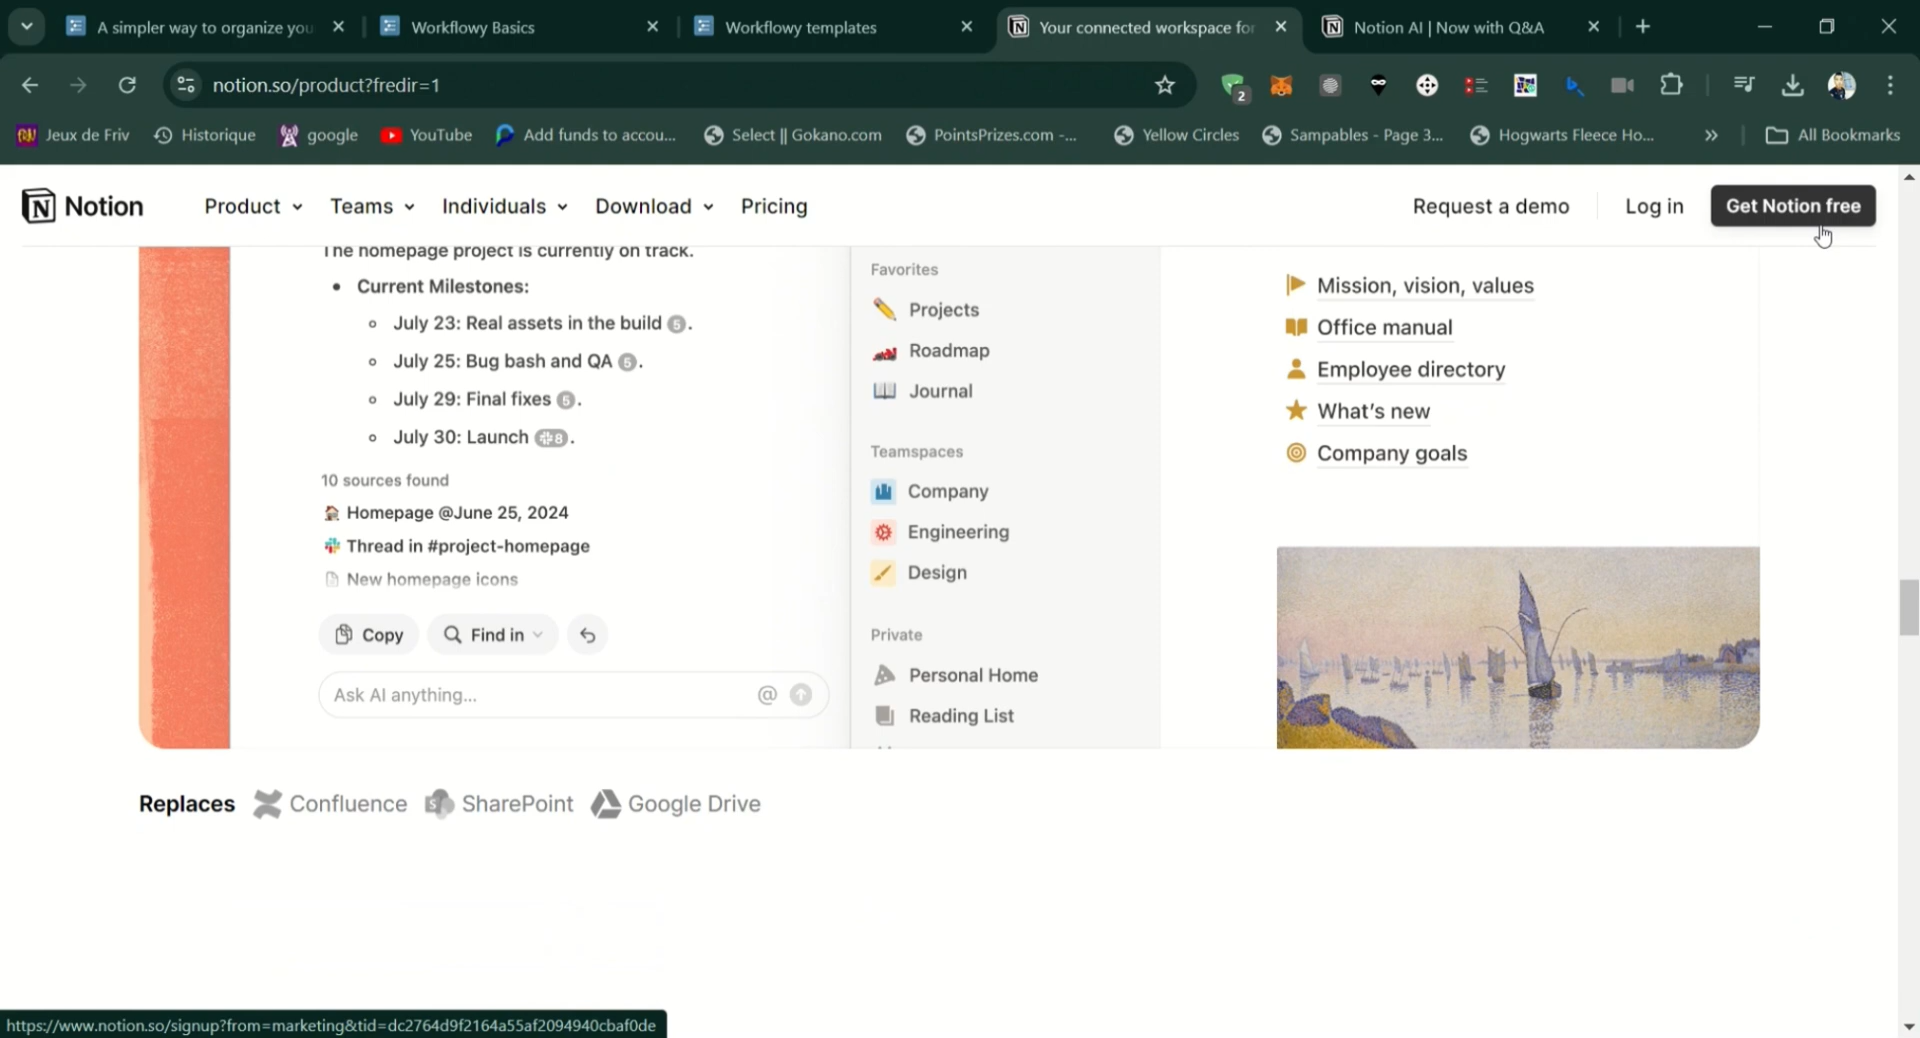 A simpler way to organize you
Workflowy Basics
Workflowy templates
Your connected workspace for
Notion AI | Now with Q&A
notion.so/product?fredir=1
2
Jeux de Friv
Historique
google
YouTube
Add funds to accou...
Select || Gokano.com
PointsPrizes.com -...
Yellow Circles
Sampables - Page 3...
Hogwarts Fleece Ho...
»
All Bookmarks
Notion
Product
Teams
Individuals
Download
Pricing
Request a demo
Log in
Get Notion free
The homepage project is currently on track.
• Current Milestones:
July 23: Real assets in the build 5.
July 25: Bug bash and QA 5.
July 29: Final fixes 5.
July 30: Launch 8.
10 sources found
Homepage @June 25, 2024
Thread in #project-homepage
New homepage icons
Copy
Find in
Ask AI anything...
@
Favorites
Projects
Roadmap
Journal
Teamspaces
Company
Engineering
Design
Private
Personal Home
Reading List
Mission, vision, values
Office manual
Employee directory
What's new
Company goals
Replaces Confluence SharePoint Google Drive
https://www.notion.so/signup?from=marketing&tid=dc2764d9f2164a55af2094940cbaf0de